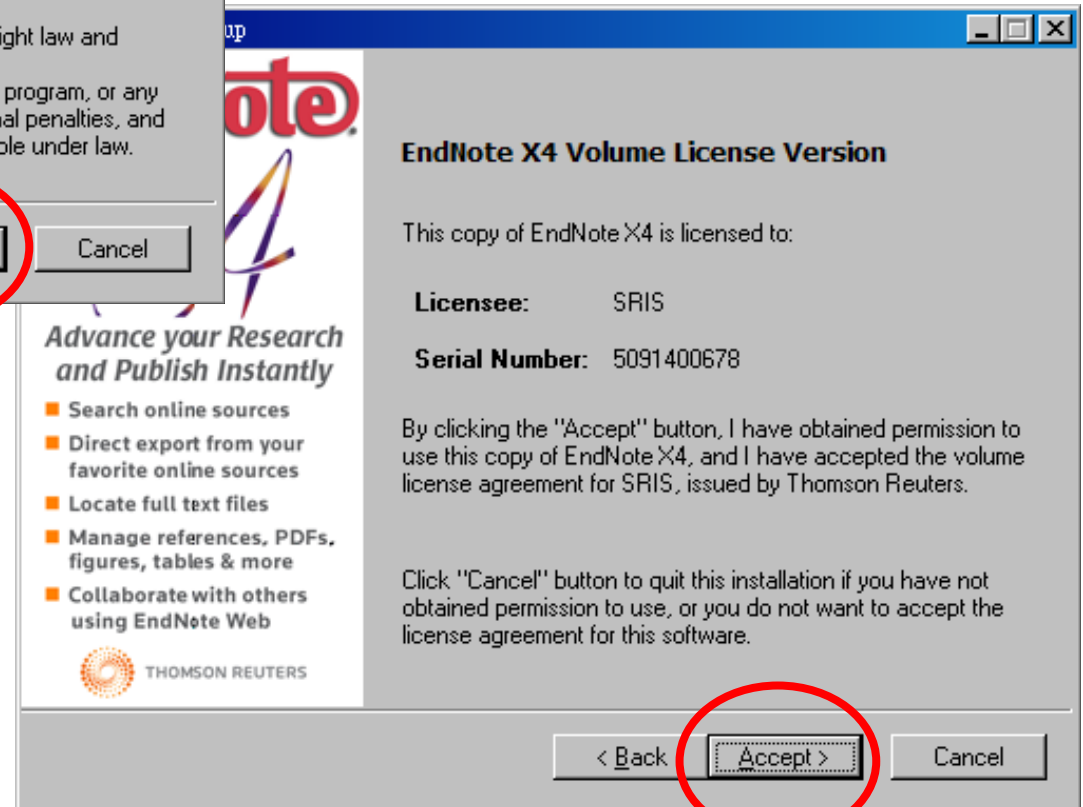 ight law and
program, or any
nal penalties, and
ble under law.
Cancel
up
ote
4
Advance your Research
and Publish Instantly
Search online sources
Direct export from your
favorite online sources
Locate full text files
Manage references, PDFs,
figures, tables & more
Collaborate with others
using EndNote Web
THOMSON REUTERS
EndNote X4 Volume License Version
This copy of EndNote X4 is licensed to:
Licensee: SRIS
Serial Number: 5091400678
By clicking the "Accept" button, I have obtained permission to
use this copy of EndNote X4, and I have accepted the volume
license agreement for SRIS, issued by Thomson Reuters.
Click "Cancel" button to quit this installation if you have not
obtained permission to use, or you do not want to accept the
license agreement for this software.
< Back
Accept >
Cancel